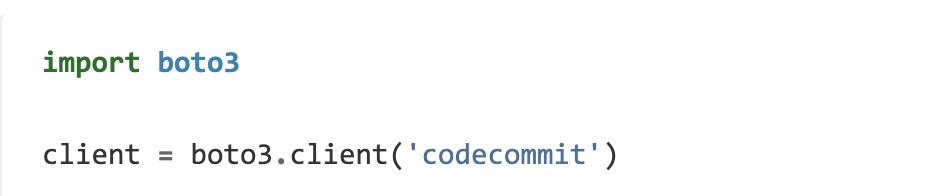 import boto3
client = boto3.client('codecommit')